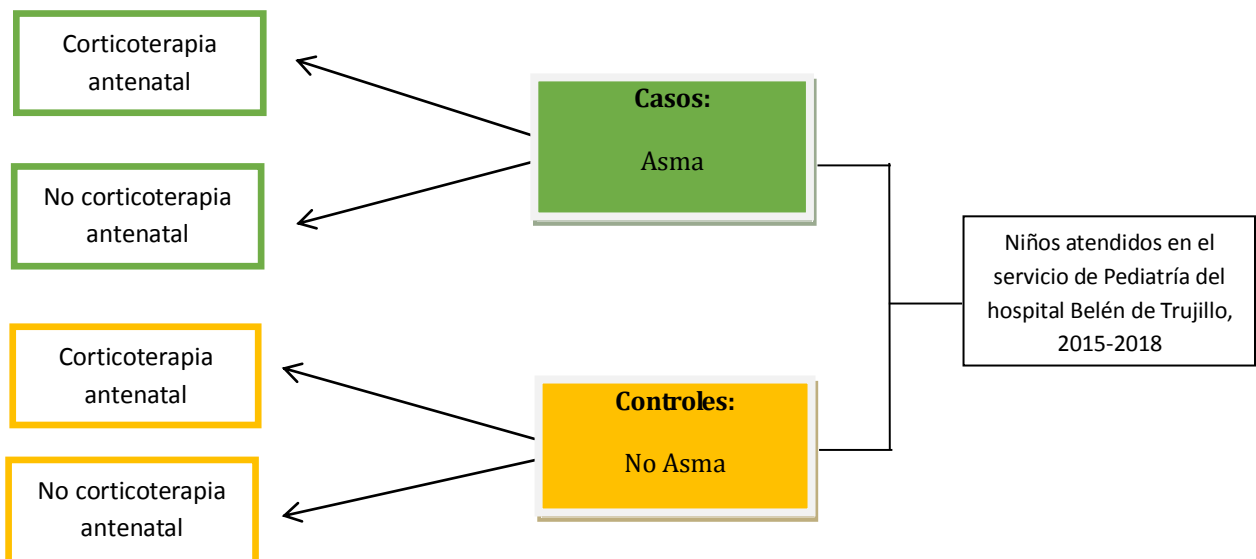 Corticoterapia
antenatal
No corticoterapia
antenatal
Corticoterapia
antenatal
No corticoterapia
antenatal
Casos:
Asma
Controles:
No Asma
Niños atendidos en el
servicio de Pediatría del
hospital Belén de Trujillo,
2015-2018